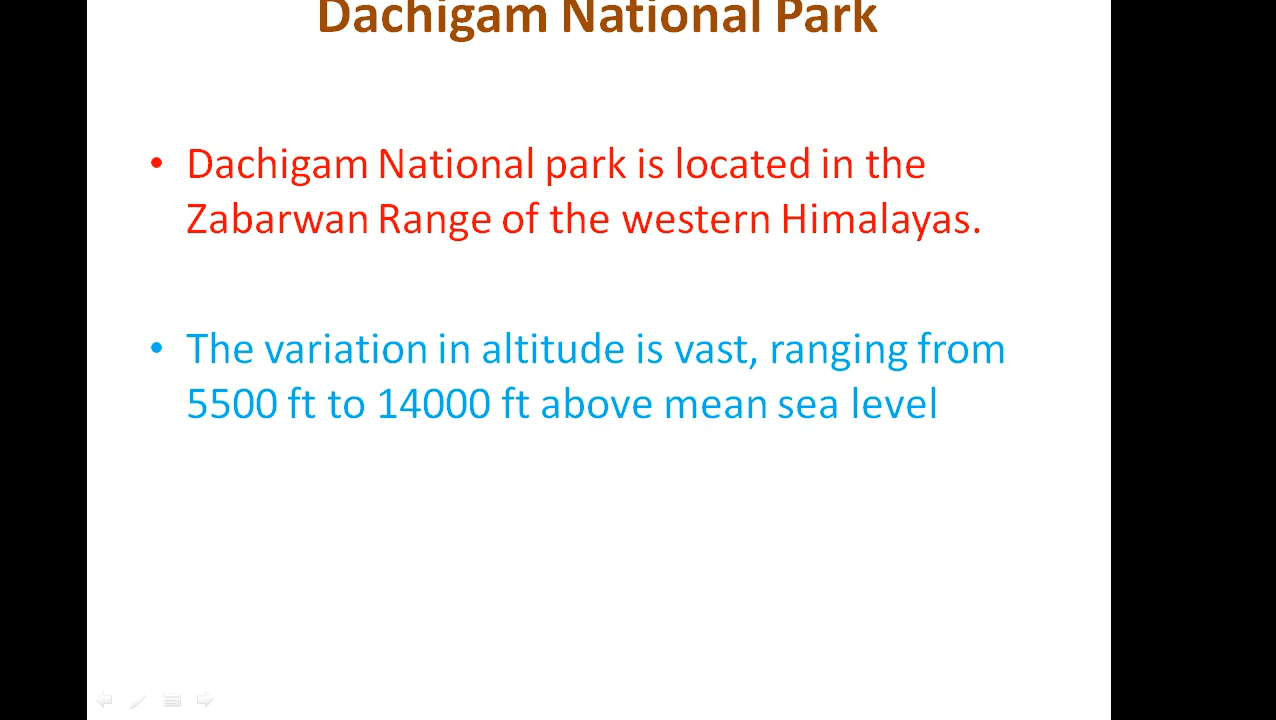 Dachigam National Park
• Dachigam National park is located in the
Zabarwan Range of the western Himalayas.
• The variation in altitude is vast, ranging from
5500 ft to 14000 ft above mean sea level